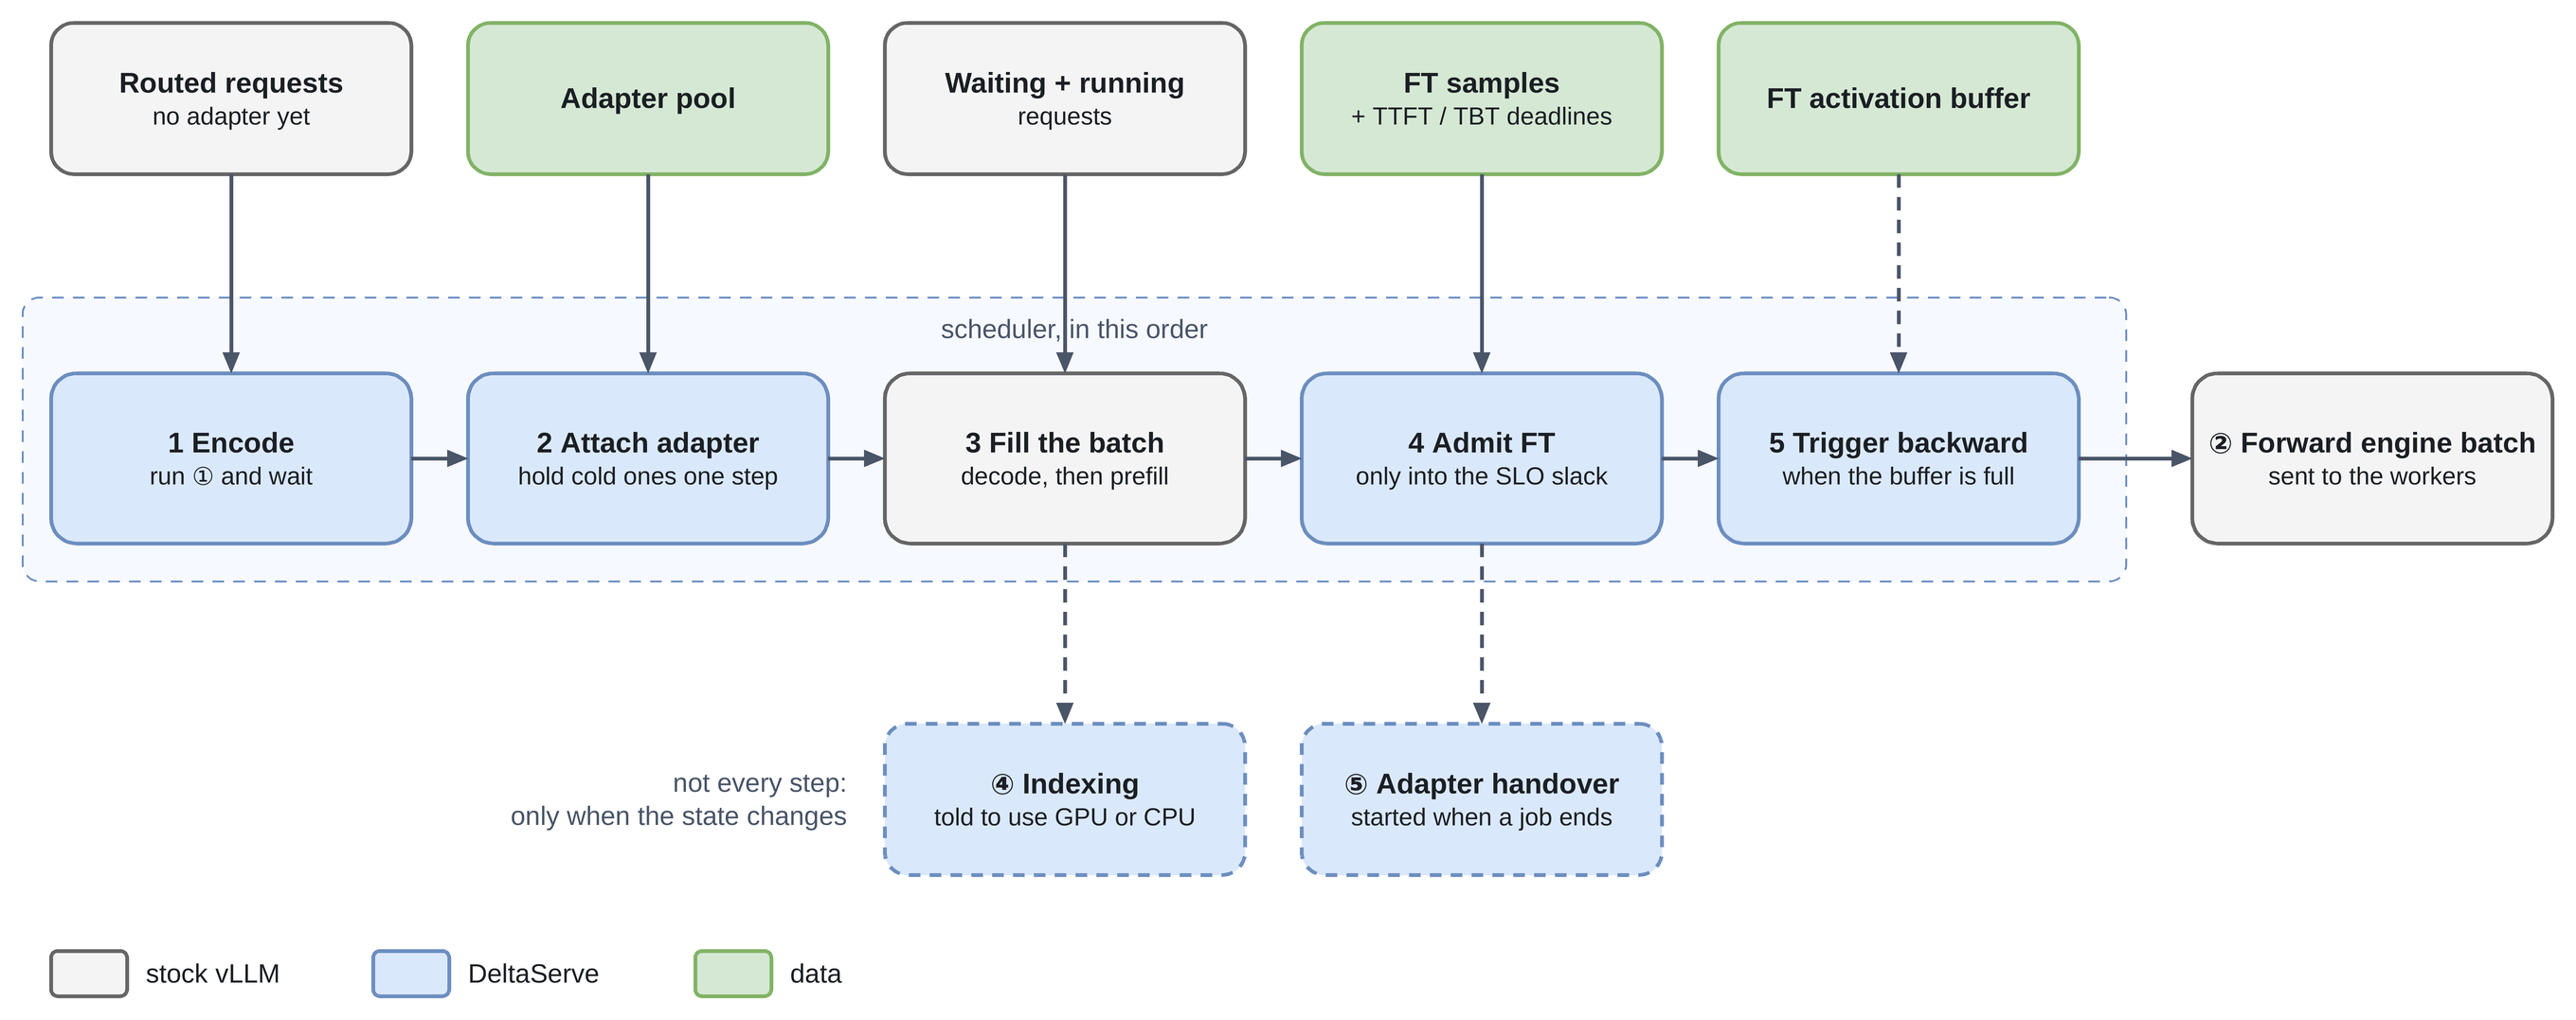 Routed requests
no adapter yet
Adapter pool
Waiting + running
requests
FT samples
+ TTFT / TBT deadlines
FT activation buffer
scheduler, in this order
1 Encode
run ① and wait
2 Attach adapter
hold cold ones one step
3 Fill the batch
decode, then prefill
4 Admit FT
only into the SLO slack
5 Trigger backward
when the buffer is full
② Forward engine batch
sent to the workers
not every step:
only when the state changes
④ Indexing
told to use GPU or CPU
⑤ Adapter handover
started when a job ends
stock vLLM
DeltaServe
data